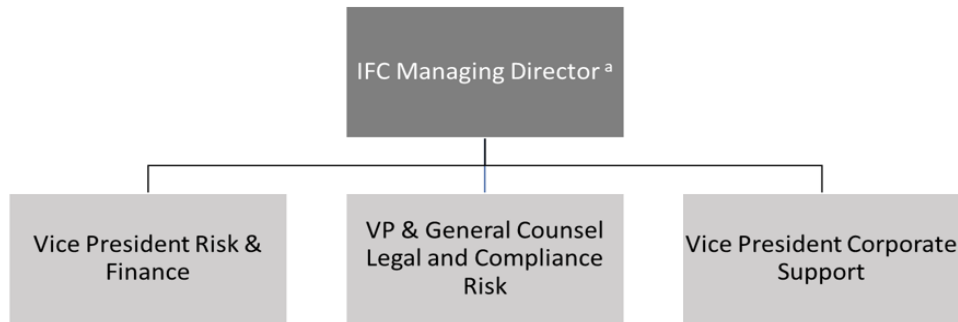 IFC Managing Director ᵃ
Vice President Risk &
Finance
VP & General Counsel
Legal and Compliance
Risk
Vice President Corporate
Support